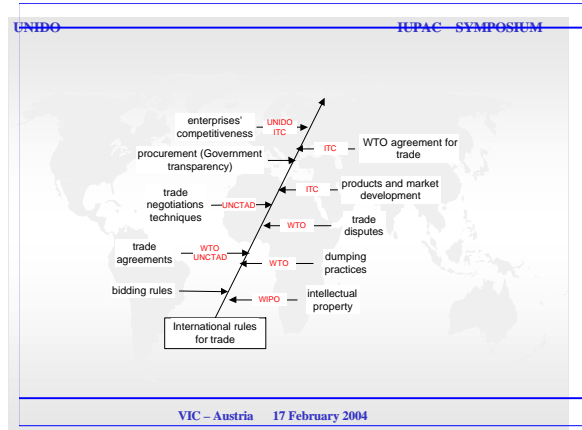 UNIDO IUPAC SYMPOSIUM
enterprises'
competitiveness
UNIDO
ITC
ITC
WTO agreement for
trade
procurement (Government
transparency)
ITC
products and market
development
trade
negotiations
techniques
UNCTAD
WTO
trade
disputes
trade
agreements
WTO
UNCTAD
WTO
dumping
practices
bidding rules
WIPO
intellectual
property
International rules
for trade
VIC – Austria 17 February 2004